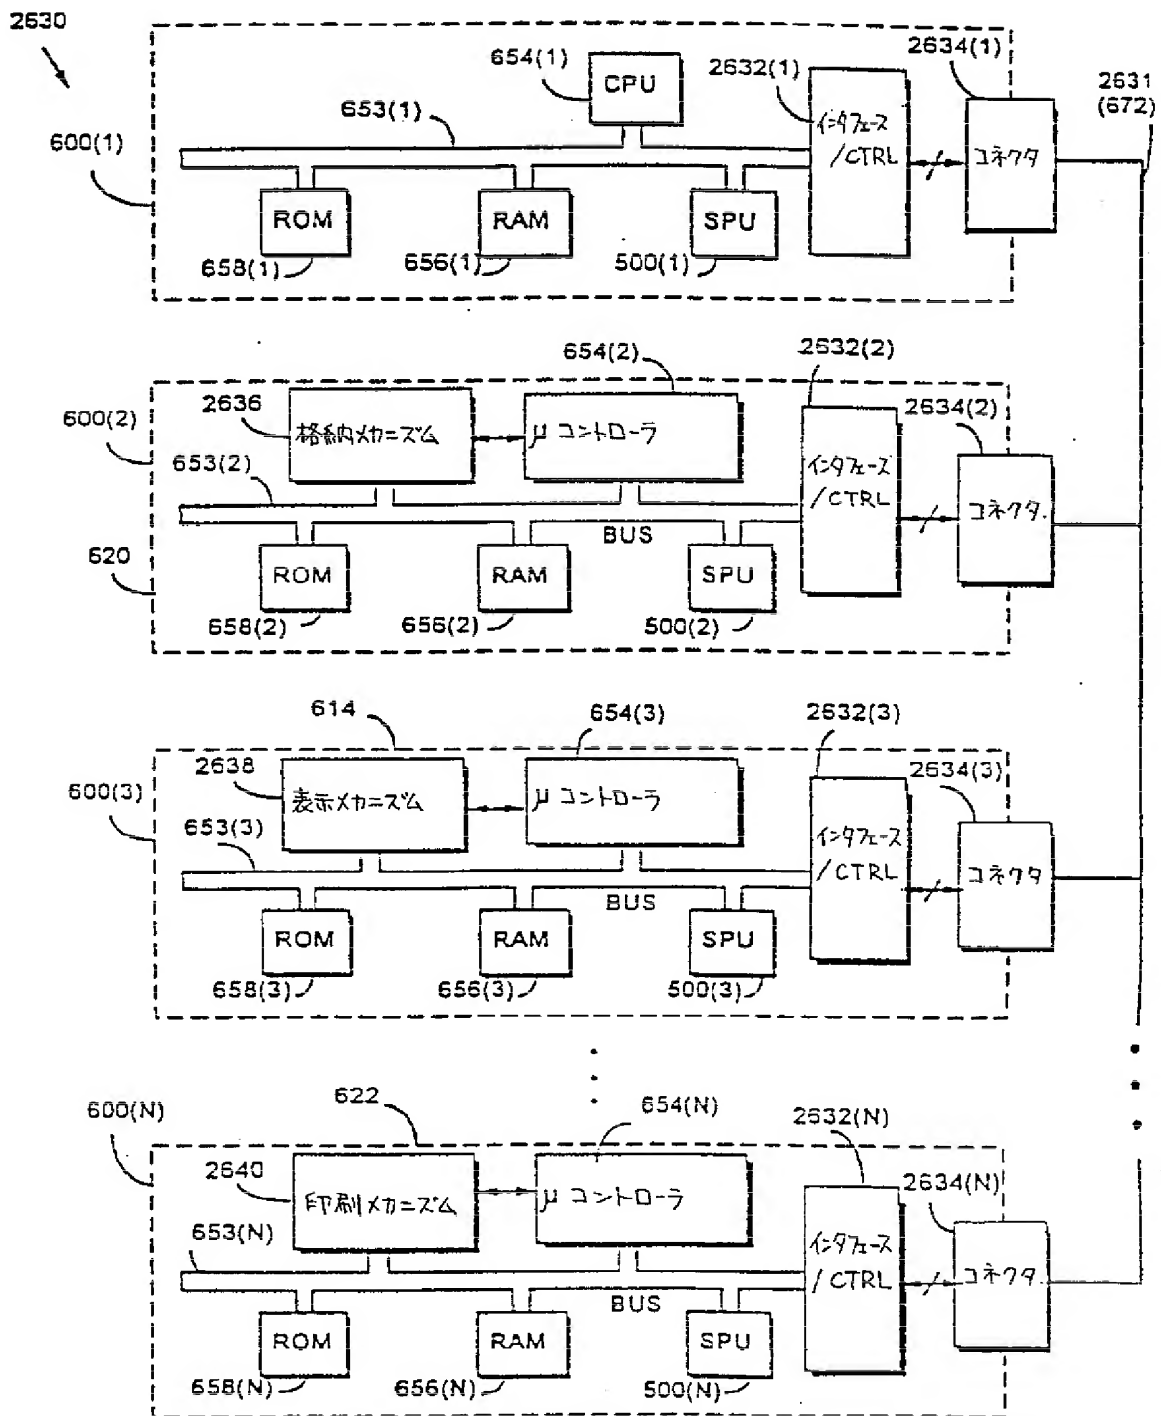 2630
600(1)
653(1)
654(1)
CPU
2632(1)
インタフェース
/CTRL
2634(1)
コネクタ
2631
(672)
ROM
RAM
SPU
658(1)
656(1)
500(1)
600(2)
620
2636
格納メカニズム
653(2)
654(2)
μコントローラ
2632(2)
インタフェース
/CTRL
2634(2)
コネクタ
BUS
ROM
RAM
SPU
658(2)
656(2)
500(2)
600(3)
614
2638
表示メカニズム
653(3)
654(3)
μコントローラ
2632(3)
インタフェース
/CTRL
2634(3)
コネクタ
BUS
ROM
RAM
SPU
658(3)
656(3)
500(3)
600(N)
622
2640
印刷メカニズム
653(N)
654(N)
μコントローラ
2632(N)
インタフェース
/CTRL
2634(N)
コネクタ
BUS
ROM
RAM
SPU
658(N)
656(N)
500(N)